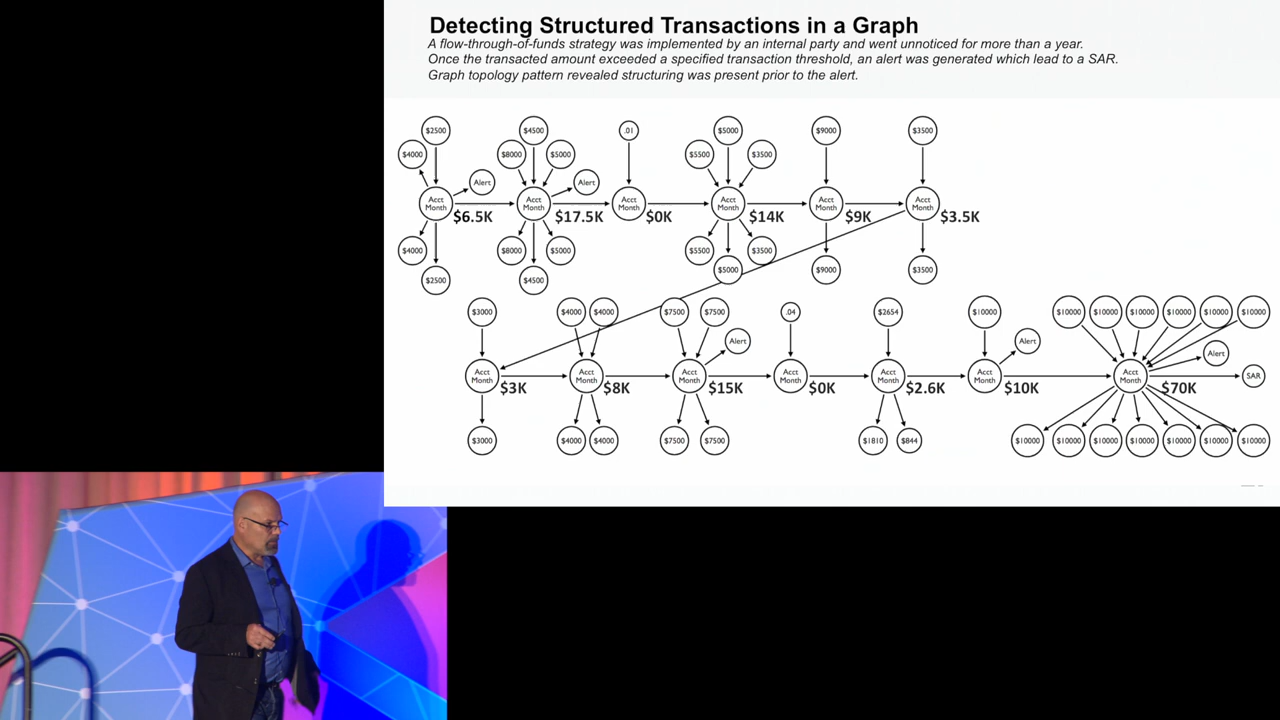 Detecting Structured Transactions in a Graph
A flow-through-of-funds strategy was implemented by an internal party and went unnoticed for more than a year.
Once the transacted amount exceeded a specified transaction threshold, an alert was generated which lead to a SAR.
Graph topology pattern revealed structuring was present prior to the alert.
$2500 $4500 .01 $5000 $9000 $3500
$4000 $8000 $5000 $5500 $3500
Alert Alert
Acct Acct Acct Acct Acct Acct
Month Month Month Month Month Month
$6.5K $17.5K $0K $14K $9K $3.5K
$4000 $8000 $5000 $5500 $3500
$5000 $9000 $3500
$2500 $4500
$3000 $4000 $4000 $7500 $7500 .04 $2654 $10000 $10000 $10000 $10000 $10000 $10000 $10000
Alert Alert
Alert
Acct Acct Acct Acct Acct Acct Acct SAR
Month Month Month Month Month Month Month
$3K $8K $15K $0K $2.6K $10K $70K
$3000 $4000 $4000 $7500 $7500 $1810 $844 $10000 $10000 $10000 $10000 $10000 $10000 $10000